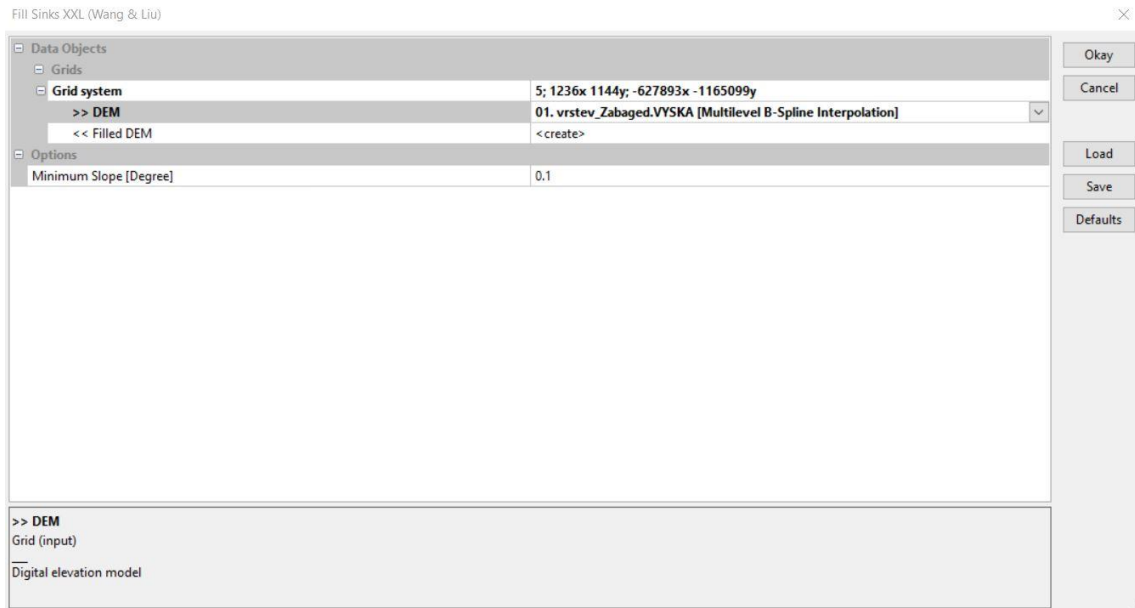 Fill Sinks XXL (Wang & Liu)
Data Objects
Okay
Grids
Grid system 5; 1236x 1144y; -627893x -1165099y
Cancel
>> DEM 01. vrstev_Zabaged.VYSKA [Multilevel B-Spline Interpolation]
<< Filled DEM <create>
Options
Load
Minimum Slope [Degree] 0.1
Save
Defaults
>> DEM
Grid (input)
Digital elevation model